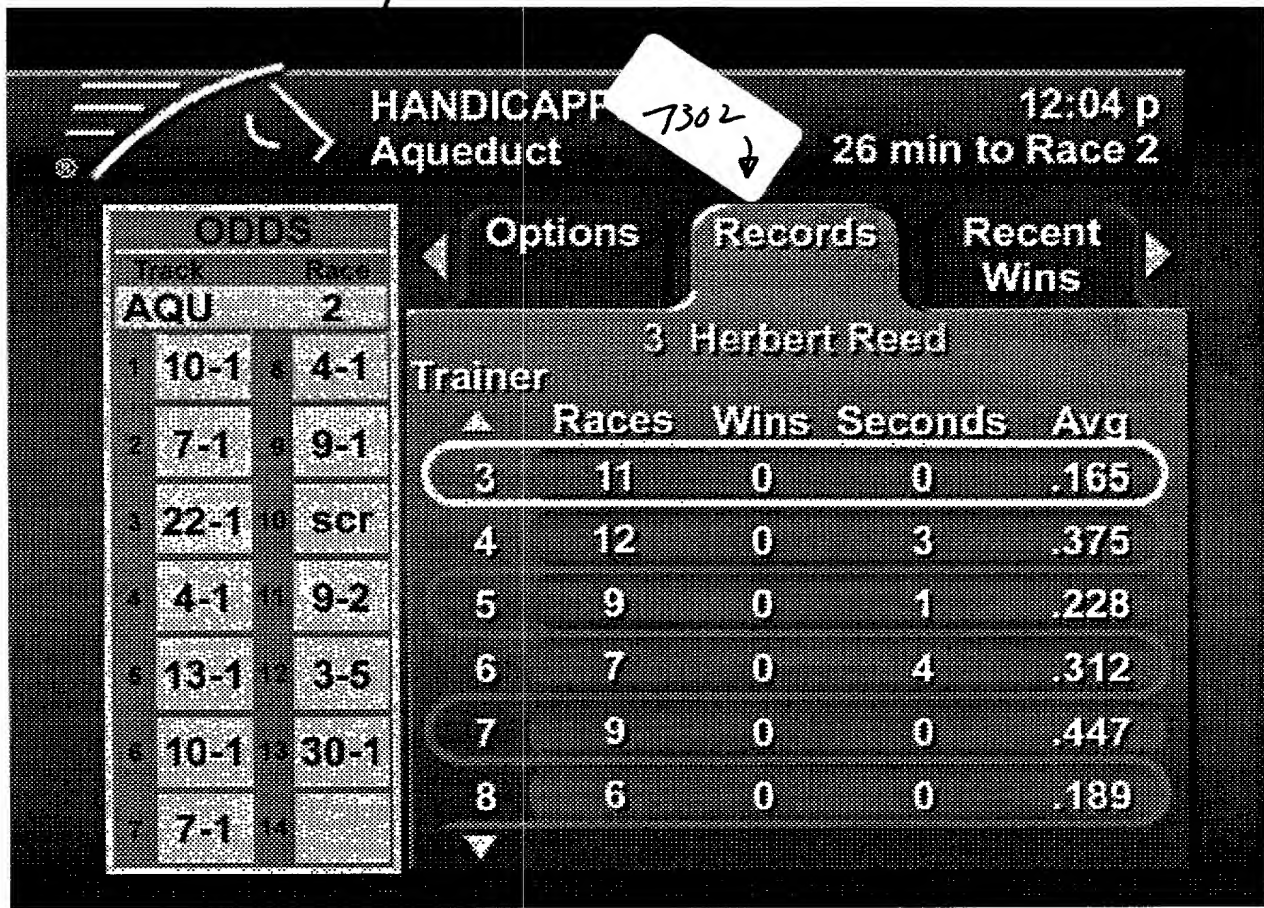 HANDICAPP
7302
12:04 p
Aqueduct
26 min to Race 2
®
ODDS
Track Race
AQU 2
1 10-1 8 4-1
2 7-1 9 9-1
3 22-1 10 scr
4 4-1 11 9-2
5 13-1 12 3-5
6 10-1 13 30-1
7 7-1 14
Options
Records
Recent
Wins
3 Herbert Reed
Trainer
Races Wins Seconds Avg
3 11 0 0 .165
4 12 0 3 .375
5 9 0 1 .228
6 7 0 4 .312
7 9 0 0 .447
8 6 0 0 .189